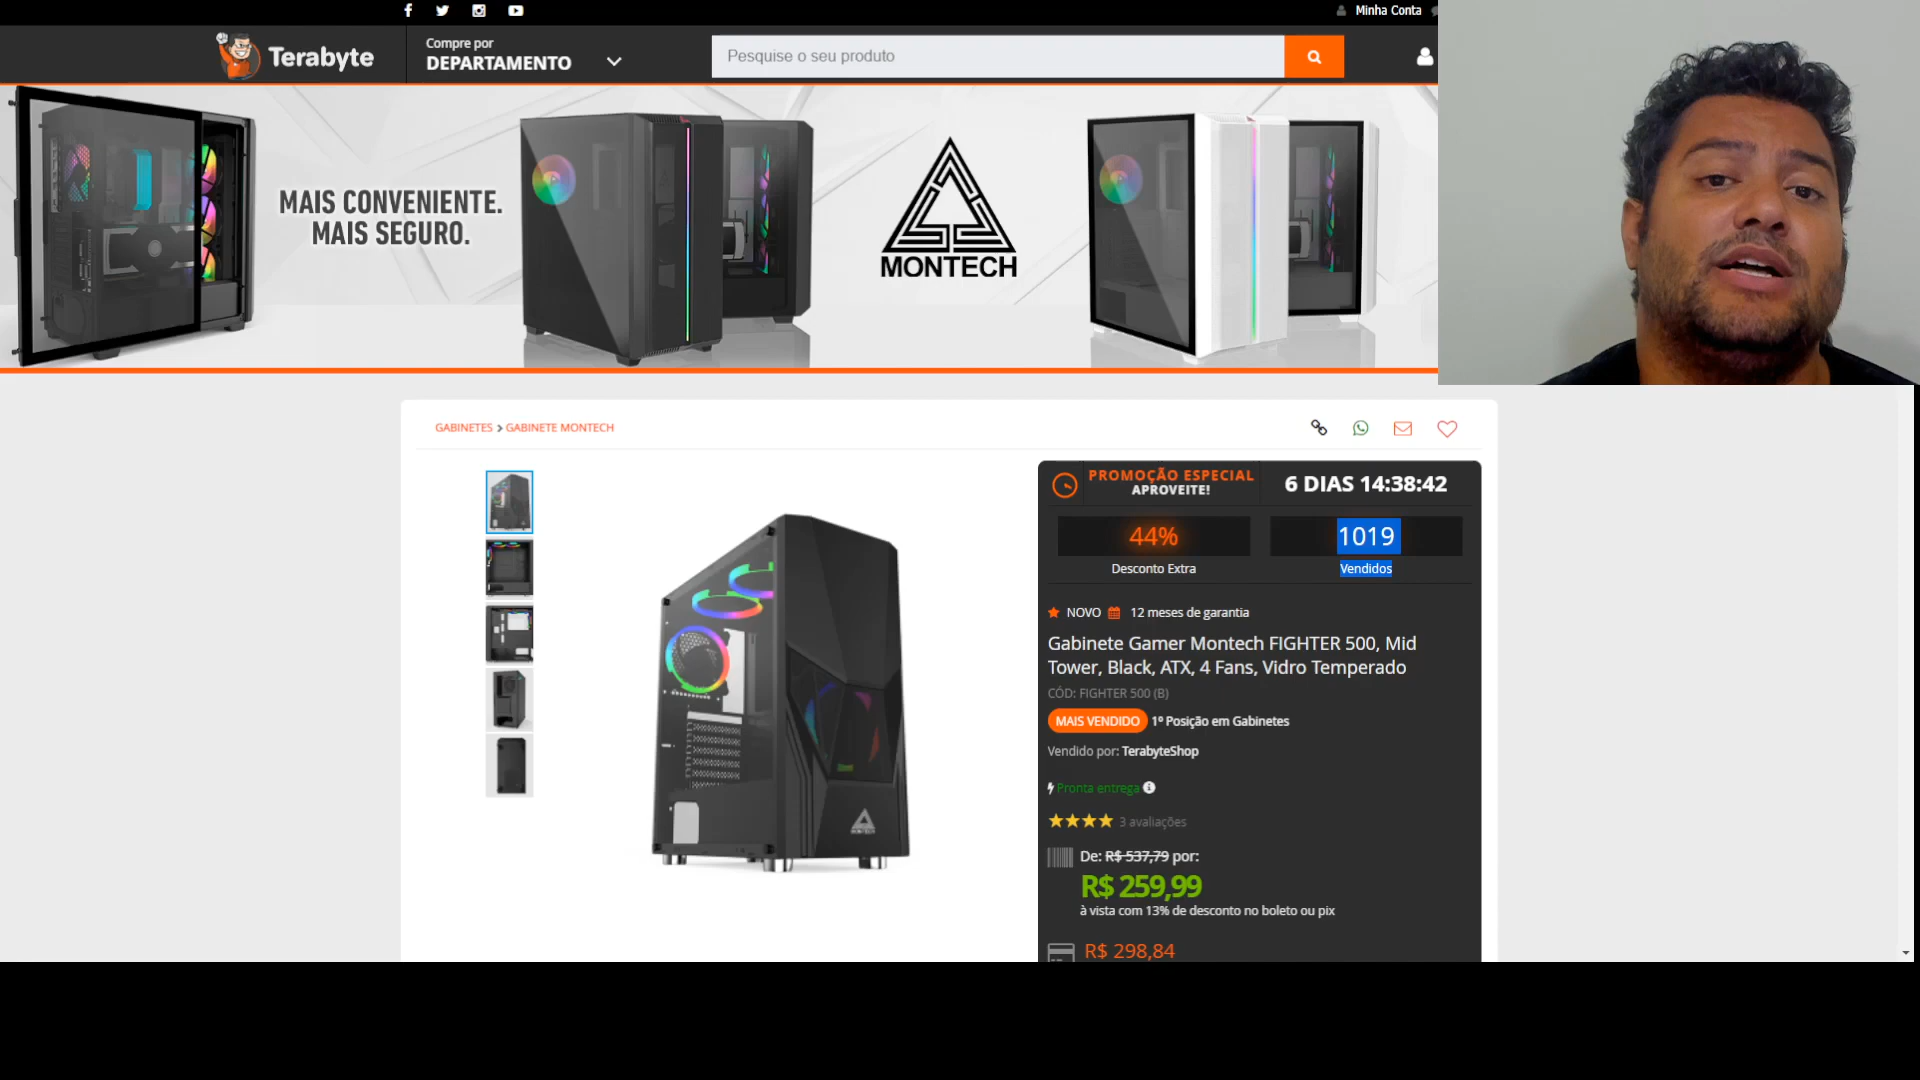 Minha Conta
Terabyte
Compre por
DEPARTAMENTO
Pesquise o seu produto
MAIS CONVENIENTE.
MAIS SEGURO.
MONTECH
GABINETES > GABINETE MONTECH
PROMOÇÃO ESPECIAL
APROVEITE!
6 DIAS 14:38:42
44%
Desconto Extra
1019
Vendidos
NOVO 12 meses de garantia
Gabinete Gamer Montech FIGHTER 500, Mid
Tower, Black, ATX, 4 Fans, Vidro Temperado
CÓD: FIGHTER 500 (B)
MAIS VENDIDO 1º Posição em Gabinetes
Vendido por: TerabyteShop
Pronta entrega
3 avaliações
De: R$ 537,79 por:
R$ 259,99
à vista com 13% de desconto no boleto ou pix
R$ 298,84
MONTECH